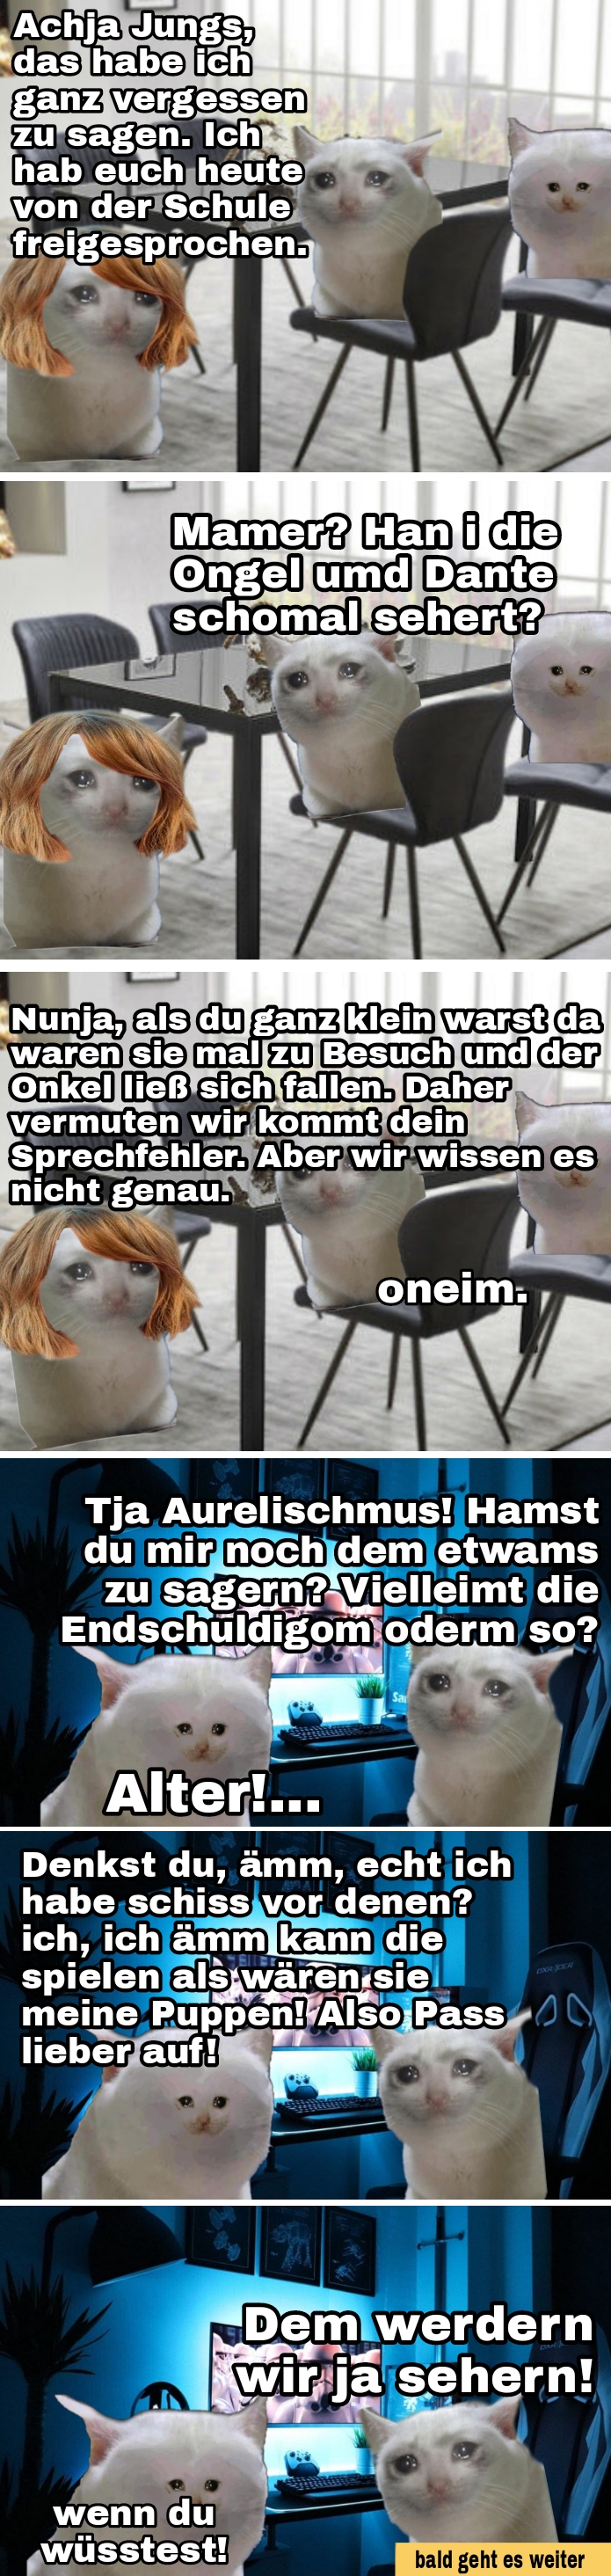 Achja Jungs,
das habe ich
ganz vergessen
zu sagen. Ich
hab euch heute
von der Schule
freigesprochen.
Mamer? Han i die
Ongel umd Dante
schomal sehert?
Nunja, als du ganz klein warst da
waren sie mal zu Besuch und der
Onkel ließ sich fallen. Daher
vermuten wir kommt dein
Sprechfehler. Aber wir wissen es
nicht genau.
oneim.
Tja Aurelischmus! Hamst
du mir noch dem etwams
zu sagern? Vielleimt die
Endschuldigom oderm so?
Alter!...
Denkst du, ämm, echt ich
habe schiss vor denen?
ich, ich ämm kann die
spielen als wären sie
meine Puppen! Also Pass
lieber auf!
Dem werdern
wir ja sehern!
wenn du
wüsstest!
bald geht es weiter